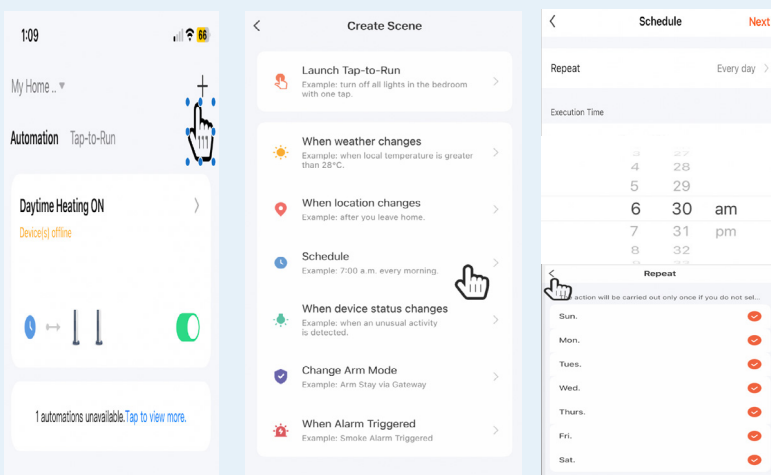 1:09
66
My Home .. ▾
Automation Tap-to-Run
Daytime Heating ON
Device(s) offline
1 automations unavailable. Tap to view more.
Create Scene
Launch Tap-to-Run
Example: turn off all lights in the bedroom
with one tap.
When weather changes
Example: when local temperature is greater
than 28°C.
When location changes
Example: after you leave home.
Schedule
Example: 7:00 a.m. every morning.
When device status changes
Example: when an unusual activity
is detected.
Change Arm Mode
Example: Arm Stay via Gateway
When Alarm Triggered
Example: Smoke Alarm Triggered
Schedule Next
Repeat Every day
Execution Time
3 27
4 28
5 29
6 30 am
7 31 pm
8 32
Repeat
action will be carried out only once if you do not sel...
Sun.
Mon.
Tues.
Wed.
Thurs.
Fri.
Sat.